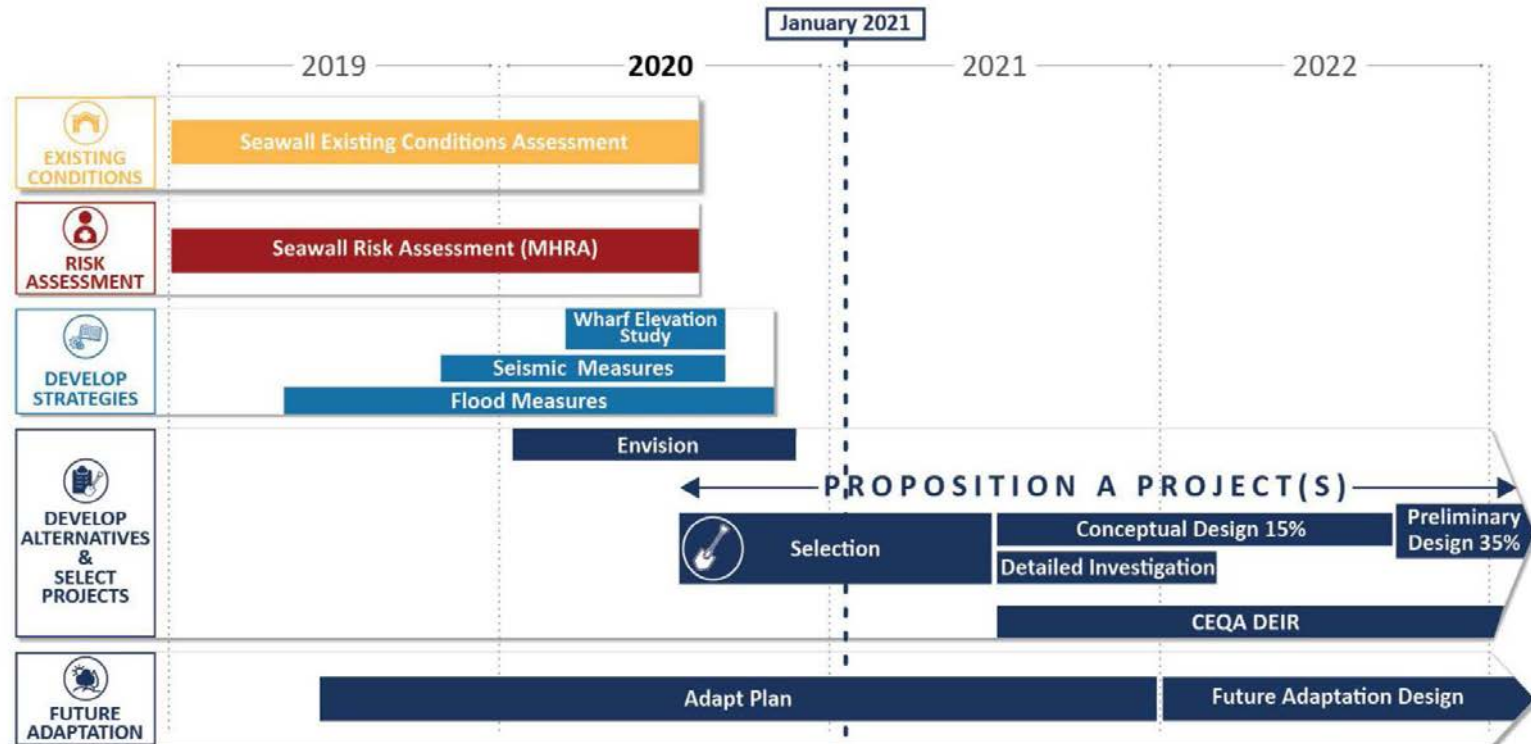 January 2021
2019
2020
2021
2022
EXISTING
CONDITIONS
Seawall Existing Conditions Assessment
RISK
ASSESSMENT
Seawall Risk Assessment (MHRA)
DEVELOP
STRATEGIES
Wharf Elevation
Study
Seismic Measures
Flood Measures
DEVELOP
ALTERNATIVES
&
SELECT
PROJECTS
Envision
PROPOSITION A PROJECT(S)
Selection
Conceptual Design 15%
Preliminary
Design 35%
Detailed Investigation
CEQA DEIR
FUTURE
ADAPTATION
Adapt Plan
Future Adaptation Design